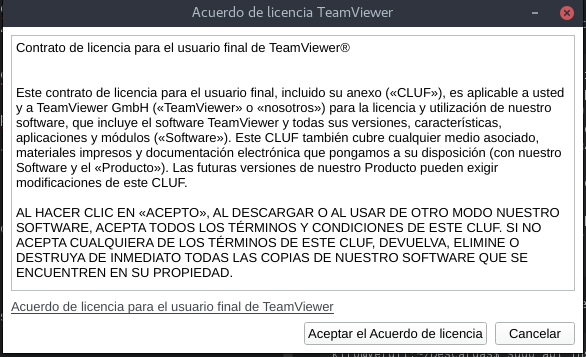 Acuerdo de licencia TeamViewer
Contrato de licencia para el usuario final de TeamViewer®
Este contrato de licencia para el usuario final, incluido su anexo («CLUF»), es aplicable a usted
y a TeamViewer GmbH («TeamViewer» o «nosotros») para la licencia y utilización de nuestro
software, que incluye el software TeamViewer y todas sus versiones, características,
aplicaciones y módulos («Software»). Este CLUF también cubre cualquier medio asociado,
materiales impresos y documentación electrónica que pongamos a su disposición (con nuestro
Software y el «Producto»). Las futuras versiones de nuestro Producto pueden exigir
modificaciones de este CLUF.
AL HACER CLIC EN «ACEPTO», AL DESCARGAR O AL USAR DE OTRO MODO NUESTRO
SOFTWARE, ACEPTA TODOS LOS TÉRMINOS Y CONDICIONES DE ESTE CLUF. SI NO
ACEPTA CUALQUIERA DE LOS TÉRMINOS DE ESTE CLUF, DEVUELVA, ELIMINE O
DESTRUYA DE INMEDIATO TODAS LAS COPIAS DE NUESTRO SOFTWARE QUE SE
ENCUENTREN EN SU PROPIEDAD.
Acuerdo de licencia para el usuario final de TeamViewer
Aceptar el Acuerdo de licencia
Cancelar